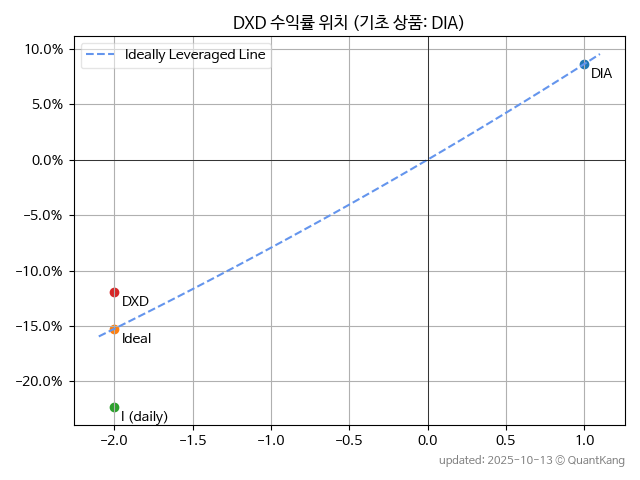 DXD 수익률 위치 (기초 상품: DIA)
Ideally Leveraged Line
10.0%
5.0%
0.0%
−5.0%
−10.0%
−15.0%
−20.0%
DIA
DXD
Ideal
I (daily)
−2.0 −1.5 −1.0 −0.5 0.0 0.5 1.0
updated: 2025-10-13 © QuantKang